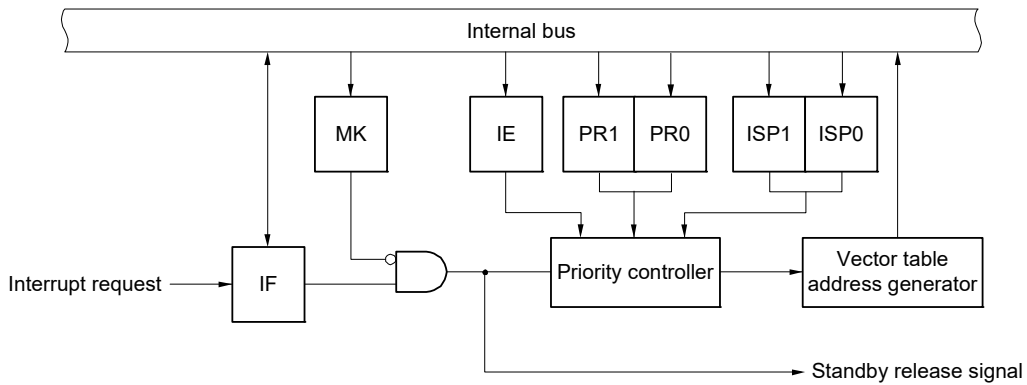 Internal bus
MK
IE
PR1
PR0
ISP1
ISP0
Interrupt request
IF
Priority controller
Vector table
address generator
Standby release signal